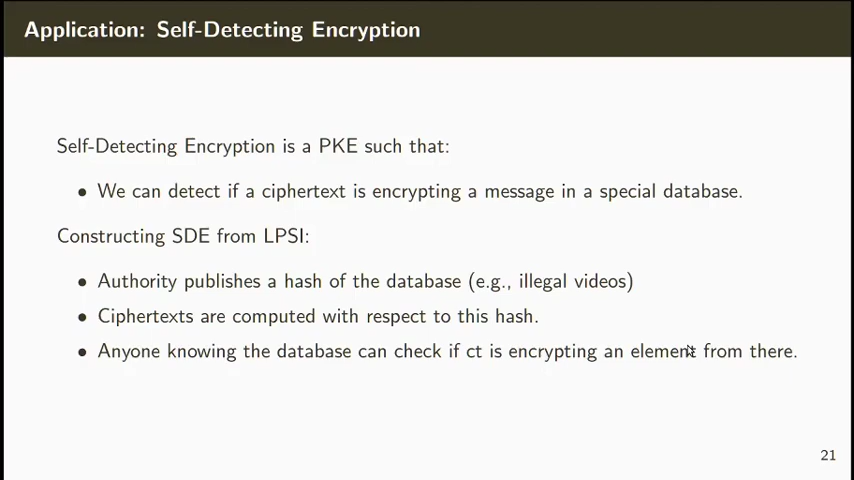 Application: Self-Detecting Encryption
Self-Detecting Encryption is a PKE such that:
• We can detect if a ciphertext is encrypting a message in a special database.
Constructing SDE from LPSI:
• Authority publishes a hash of the database (e.g., illegal videos)
• Ciphertexts are computed with respect to this hash.
• Anyone knowing the database can check if ct is encrypting an element from there.
21